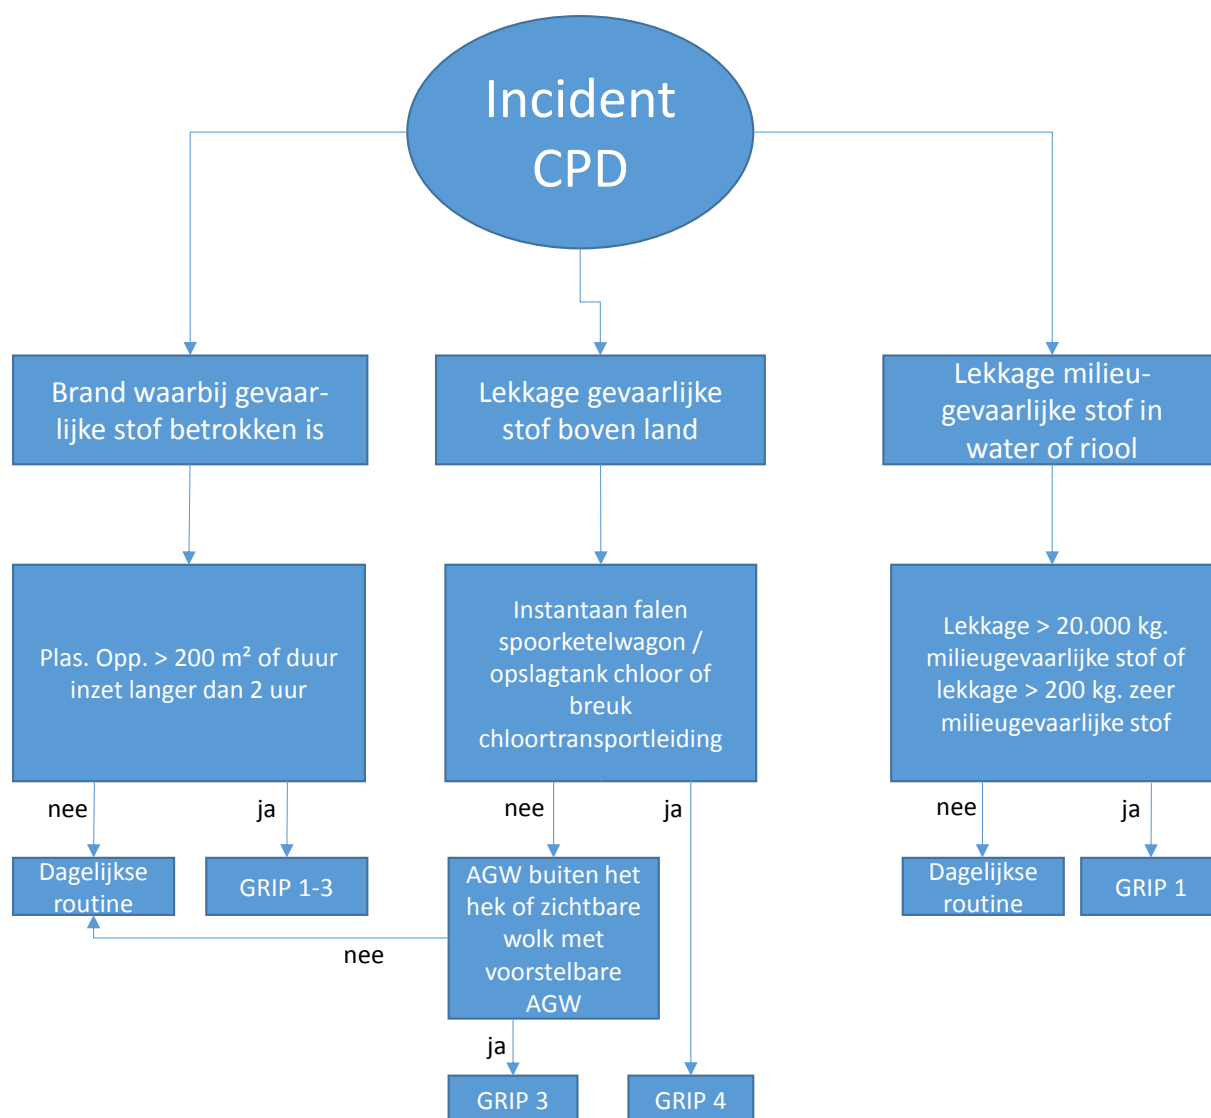 Incident
CPD
Brand waarbij gevaar-
lijke stof betrokken is
Lekkage gevaarlijke
stof boven land
Lekkage milieu-
gevaarlijke stof in
water of riool
Plas. Opp. > 200 m² of duur
inzet langer dan 2 uur
Instantaan falen
spoorketelwagon /
opslagtank chloor of
breuk
chloortransportleiding
Lekkage > 20.000 kg.
milieugevaarlijke stof of
lekkage > 200 kg. zeer
milieugevaarlijke stof
nee
ja
nee
ja
nee
ja
Dagelijkse
routine
GRIP 1-3
AGW buiten het
hek of zichtbare
wolk met
voorstelbare
AGW
Dagelijkse
routine
GRIP 1
nee
ja
GRIP 3
GRIP 4